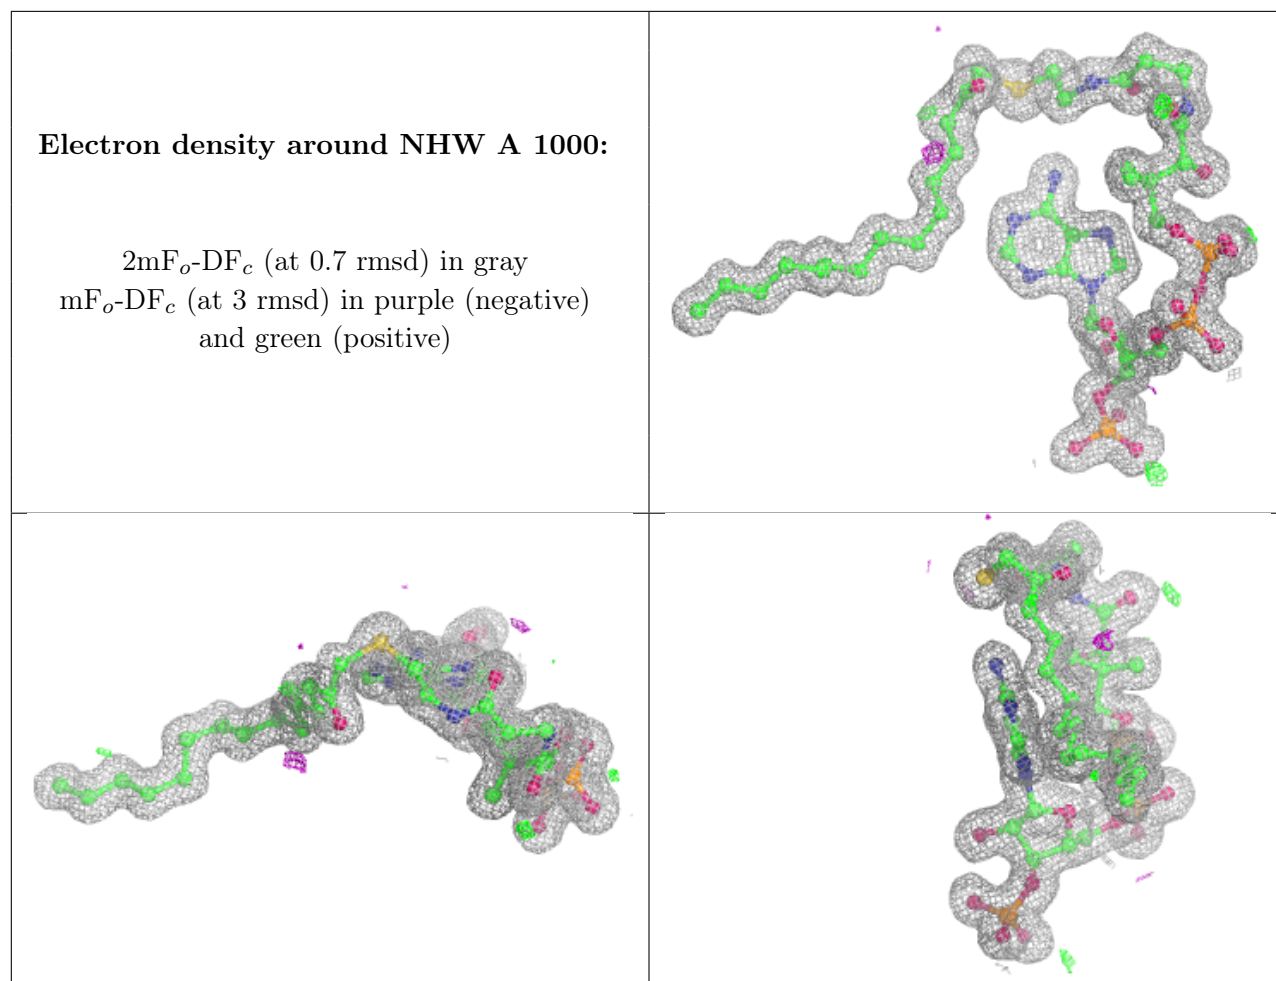 Electron density around NHW A 1000:
2mFo-DFc (at 0.7 rmsd) in gray
mFo-DFc (at 3 rmsd) in purple (negative)
and green (positive)